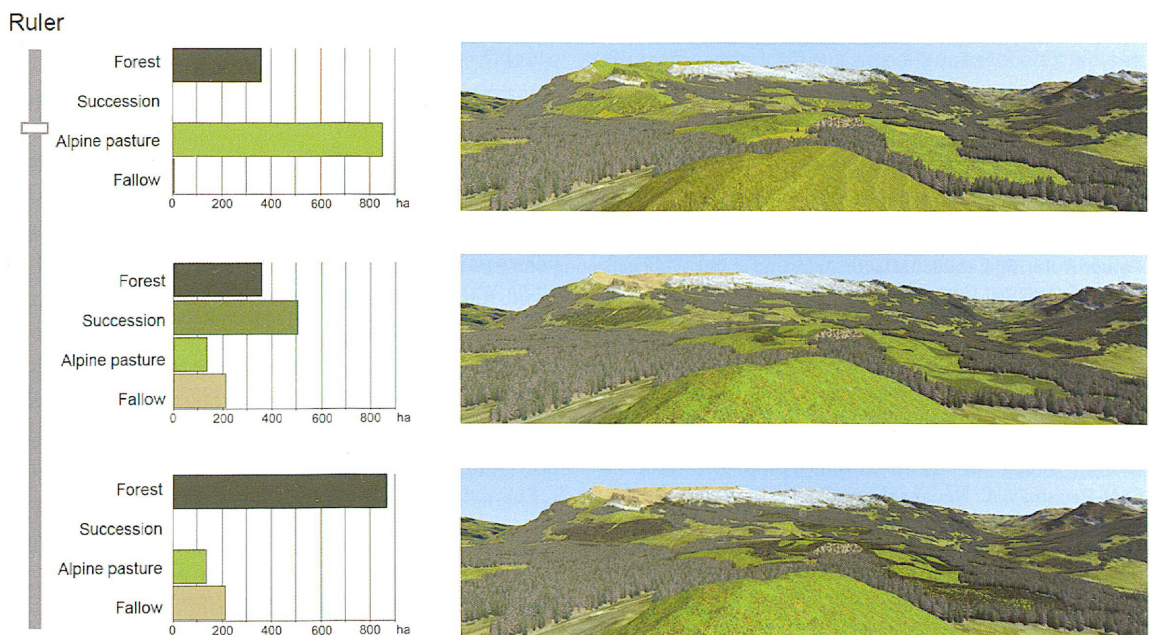 Ruler
Forest
Succession
Alpine pasture
Fallow
0 200 400 600 800 ha
Forest
Succession
Alpine pasture
Fallow
0 200 400 600 800 ha
Forest
Succession
Alpine pasture
Fallow
0 200 400 600 800 ha